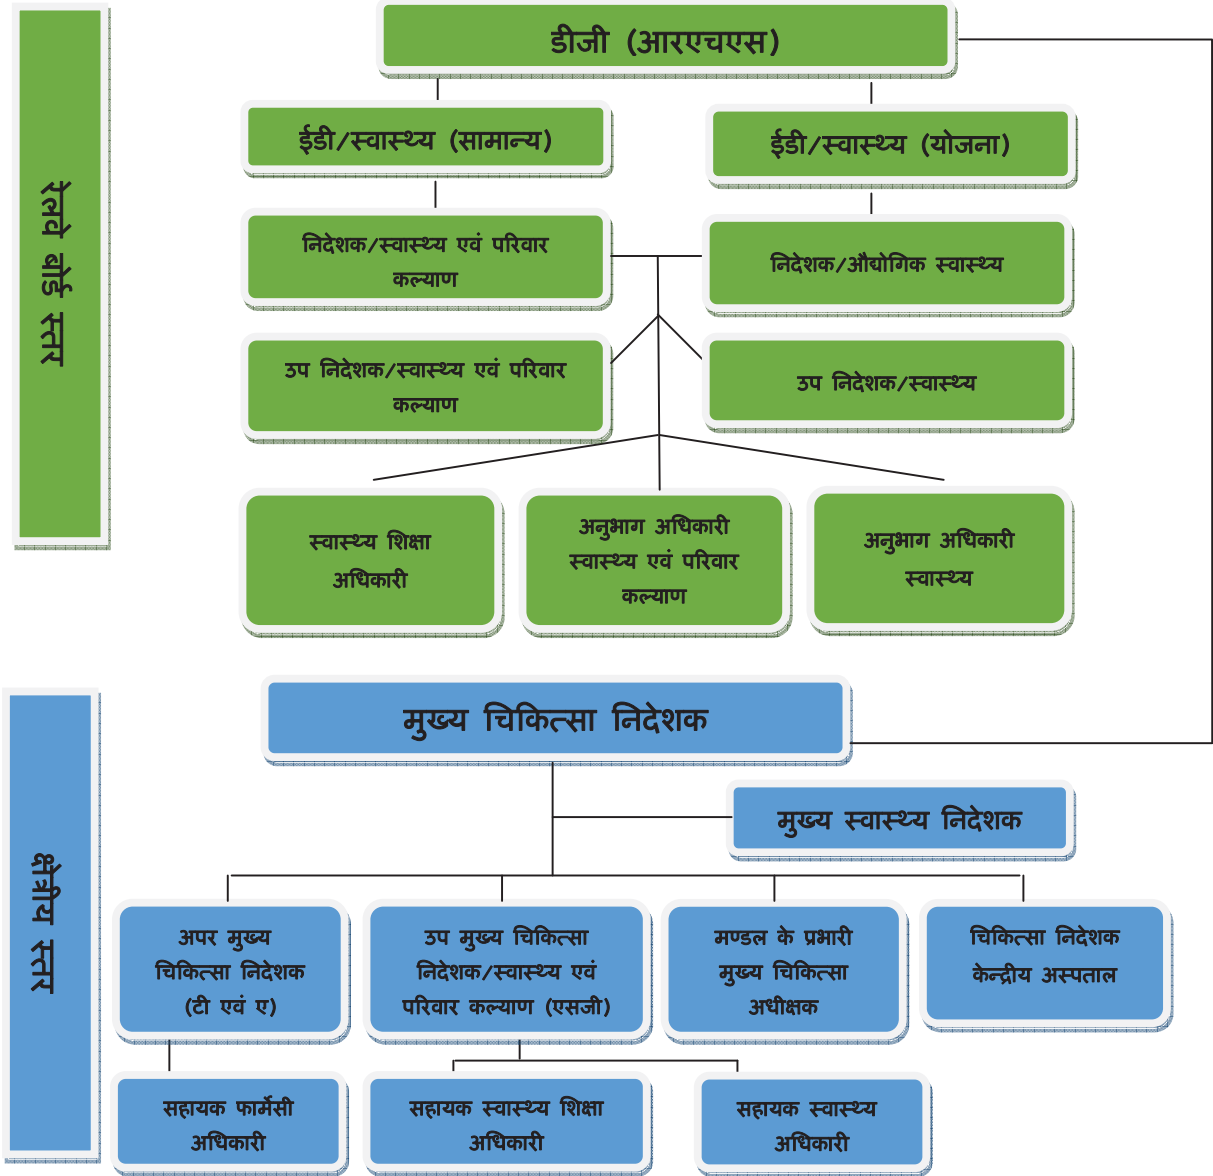 रेलवे बोर्ड स्तर
डीजी (आरएचएस)
ईडी/स्वास्थ्य (सामान्य)
ईडी/स्वास्थ्य (योजना)
निदेशक/स्वास्थ्य एवं परिवार
कल्याण
निदेशक/औद्योगिक स्वास्थ्य
उप निदेशक/स्वास्थ्य एवं परिवार
कल्याण
उप निदेशक/स्वास्थ्य
स्वास्थ्य शिक्षा
अधिकारी
अनुभाग अधिकारी
स्वास्थ्य एवं परिवार
कल्याण
अनुभाग अधिकारी
स्वास्थ्य
क्षेत्रीय स्तर
मुख्य चिकित्सा निदेशक
मुख्य स्वास्थ्य निदेशक
अपर मुख्य
चिकित्सा निदेशक
(टी एवं ए)
उप मुख्य चिकित्सा
निदेशक/स्वास्थ्य एवं
परिवार कल्याण (एसजी)
मण्डल के प्रभारी
मुख्य चिकित्सा
अधीक्षक
चिकित्सा निदेशक
केन्द्रीय अस्पताल
सहायक फार्मेसी
अधिकारी
सहायक स्वास्थ्य शिक्षा
अधिकारी
सहायक स्वास्थ्य
अधिकारी